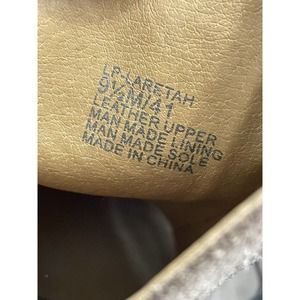 LP-LARETAH
9½M/41
LEATHER UPPER
MAN MADE LINING
MAN MADE SOLE
MADE IN CHINA